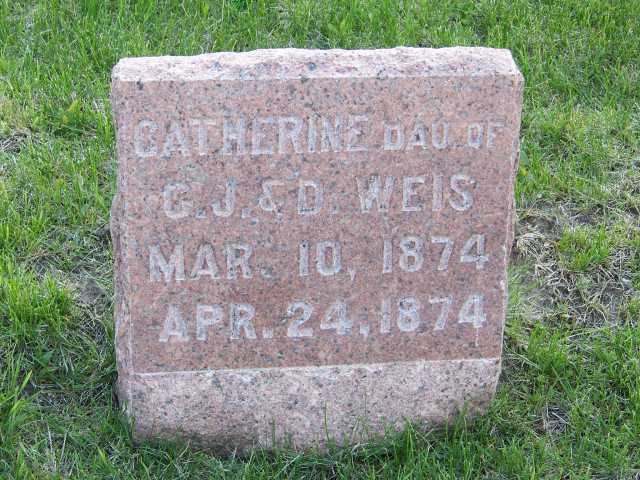 CATHERINE DAU. OF
C.J. & D. WEIS
MAR. 10, 1874
APR. 24, 1874